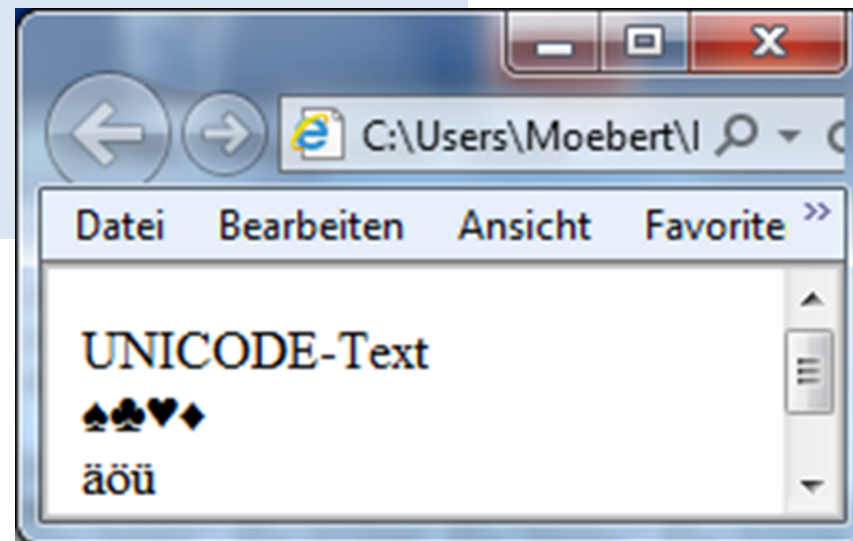 C:\Users\Moebert\I
Datei Bearbeiten Ansicht Favorite »
UNICODE-Text
♠♣♥♦
äöü